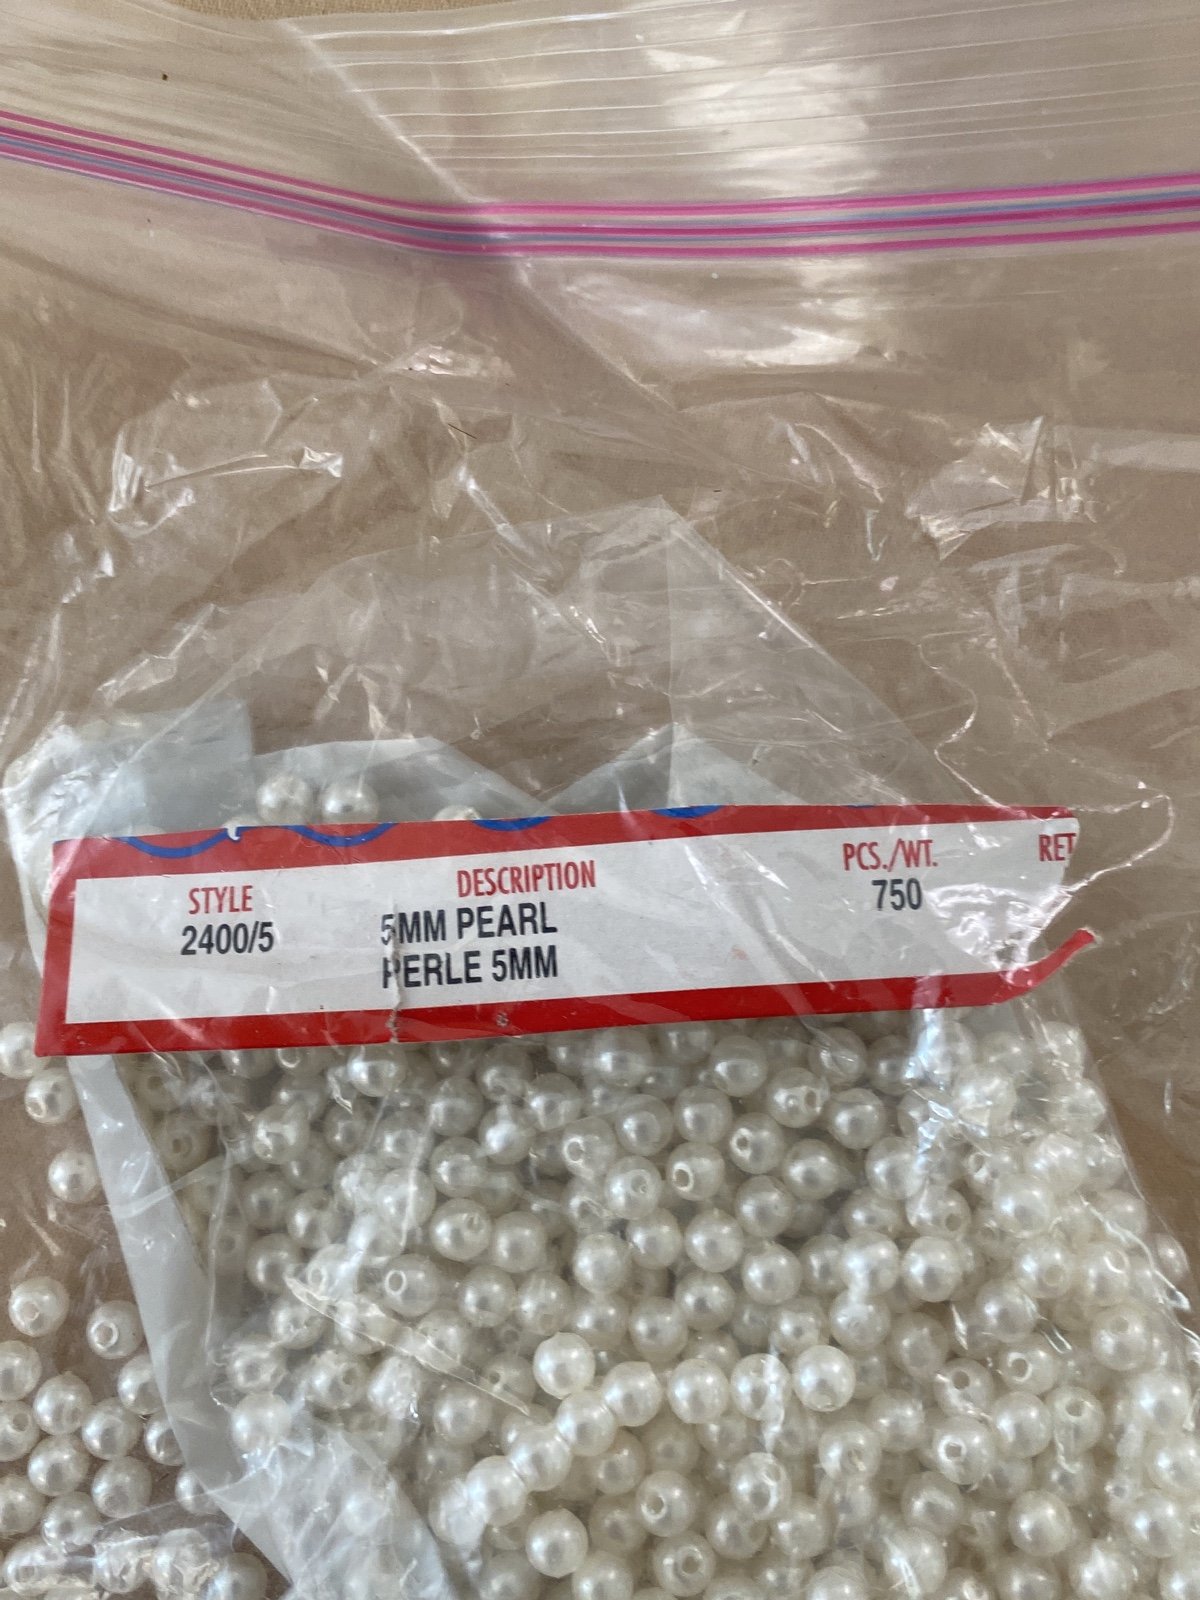 STYLE DESCRIPTION PCS./WT. RET
2400/5 5MM PEARL 750
PERLE 5MM